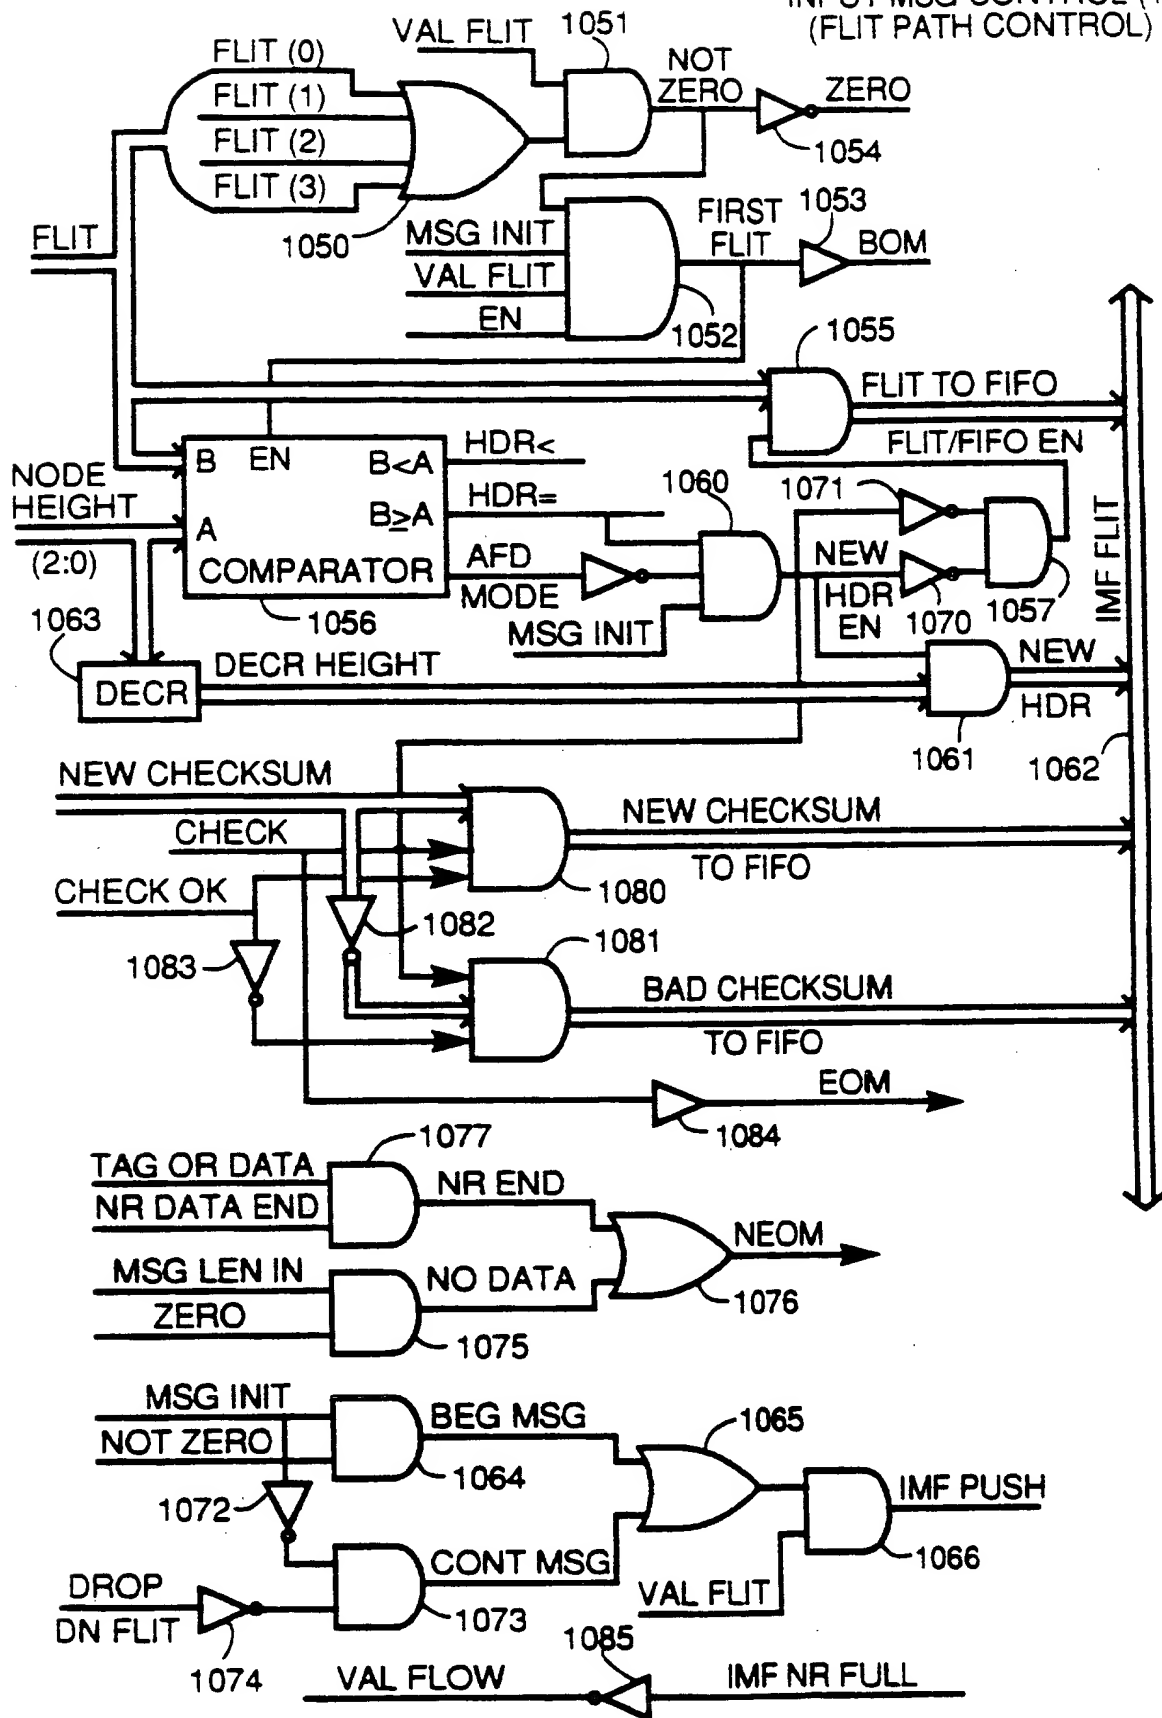 (FLIT PATH CONTROL)
VAL FLIT
1051
FLIT (0)
FLIT (1)
FLIT (2)
FLIT (3)
NOT
ZERO
ZERO
1054
1050
FLIT
MSG INIT
VAL FLIT
EN
FIRST
FLIT
1053
BOM
1052
1055
FLIT TO FIFO
FLIT/FIFO EN
B
EN
B<A
HDR<
NODE
HEIGHT
(2:0)
A
B≥A
HDR=
COMPARATOR
AFD
MODE
1060
1071
NEW
HDR
EN
MSG INIT
1070
1057
IMF FLIT
1063
1056
DECR
DECR HEIGHT
NEW
HDR
1061
1062
NEW CHECKSUM
CHECK
CHECK OK
NEW CHECKSUM
TO FIFO
1080
1082
1083
1081
BAD CHECKSUM
TO FIFO
EOM
1084
1077
TAG OR DATA
NR DATA END
NR END
MSG LEN IN
ZERO
NO DATA
NEOM
1076
1075
MSG INIT
NOT ZERO
BEG MSG
1065
1064
1072
IMF PUSH
1066
CONT MSG
VAL FLIT
DROP
DN FLIT
1073
1074
1085
VAL FLOW
IMF NR FULL